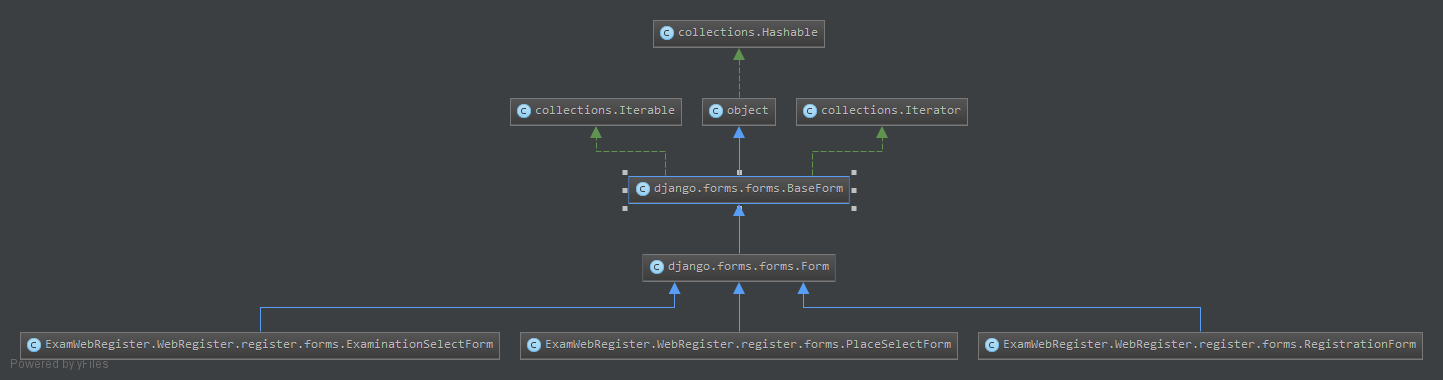 C collections.Hashable
C collections.Iterable
C object
C collections.Iterator
C django.forms.forms.BaseForm
C django.forms.forms.Form
C ExamWebRegister.WebRegister.register.forms.ExaminationSelectForm
C ExamWebRegister.WebRegister.register.forms.PlaceSelectForm
C ExamWebRegister.WebRegister.register.forms.RegistrationForm
Powered by yFiles